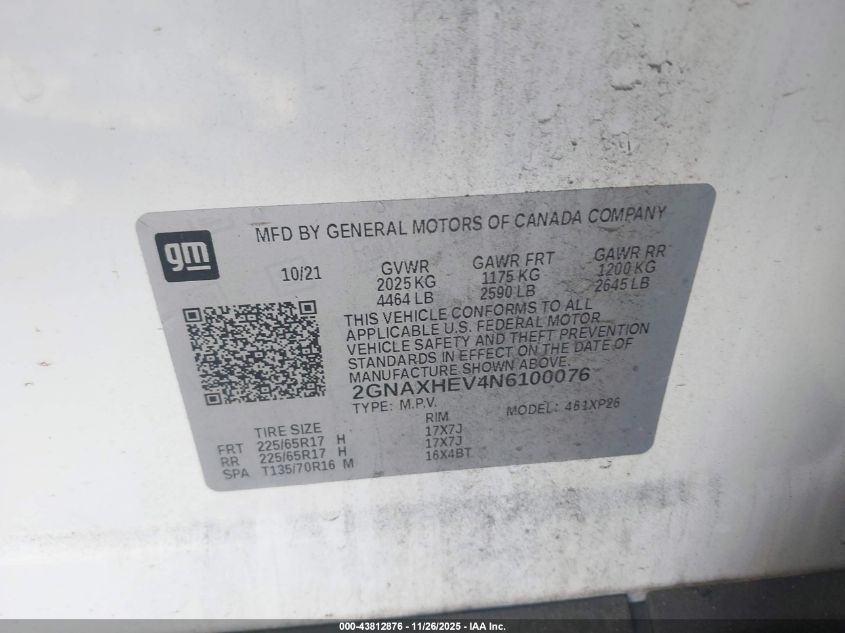 MFD BY GENERAL MOTORS OF CANADA COMPANY
gm
10/21
GVWR GAWR FRT GAWR RR
2025 KG 1175 KG 1200 KG
4464 LB 2590 LB 2645 LB
THIS VEHICLE CONFORMS TO ALL
APPLICABLE U.S. FEDERAL MOTOR
VEHICLE SAFETY AND THEFT PREVENTION
STANDARDS IN EFFECT ON THE DATE OF
MANUFACTURE SHOWN ABOVE.
2GNAXHEV4N6100076
TYPE: M.P.V. MODEL: 461XP26
TIRE SIZE RIM
FRT 225/65R17 H 17X7J
RR 225/65R17 H 17X7J
SPA T135/70R16 M 16X4BT
000-43812876 - 11/26/2025 - IAA Inc.